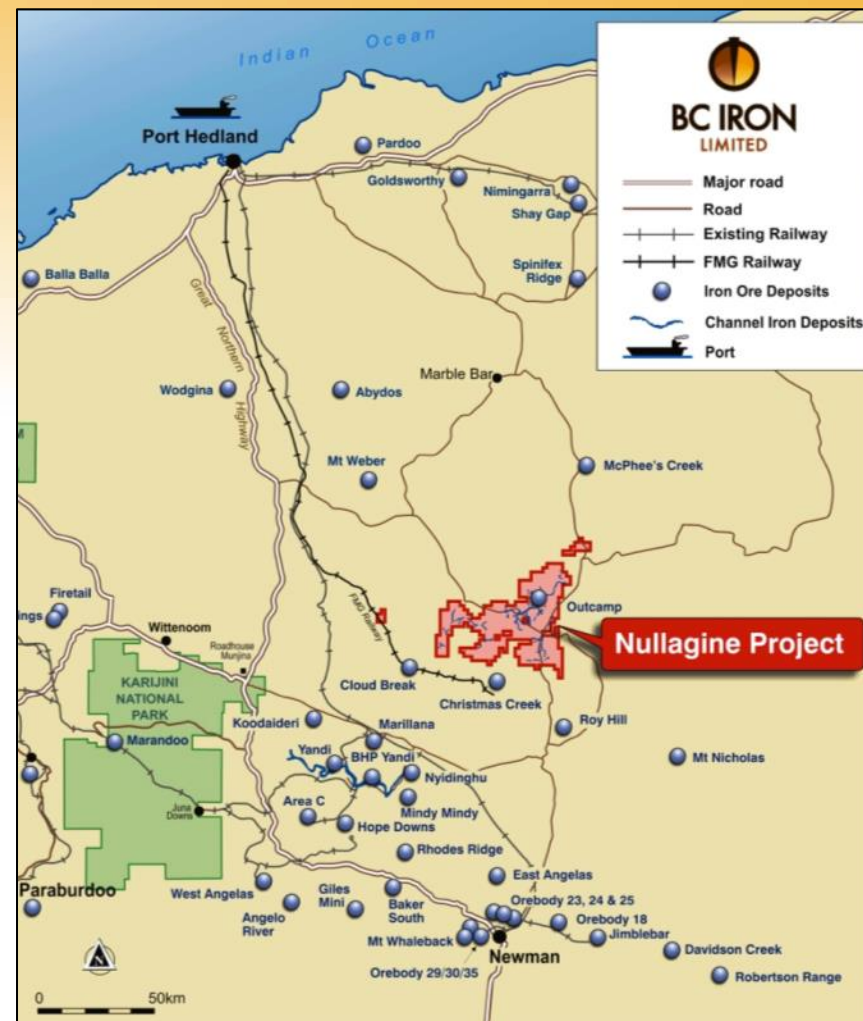 Indian Ocean
BC IRON
LIMITED
Major road
Road
Existing Railway
FMG Railway
Iron Ore Deposits
Channel Iron Deposits
Port
Port Hedland
Pardoo
Goldsworthy
Nimingarra
Shay Gap
Balla Balla
Spinifex
Ridge
Great Northern Highway
Wodgina
Abydos
Marble Bar
Mt Weber
McPhee's Creek
Firetail
ings
Wittenoom
Roadhouse
Munjina
FMG Railway
Outcamp
Nullagine Project
KARIJINI
NATIONAL
PARK
Cloud Break
Christmas Creek
Koodaideri
Marillana
Roy Hill
Marandoo
Yandi
BHP Yandi
Nyidinghu
Mt Nicholas
Juna
Downs
Area C
Mindy Mindy
Hope Downs
Rhodes Ridge
Paraburdoo
West Angelas
East Angelas
Angelo
River
Giles
Mini
Baker
South
Orebody 23, 24 & 25
Orebody 18
Mt Whaleback
Jimblebar
Newman
Davidson Creek
Orebody 29/30/35
Robertson Range
N
0 50km